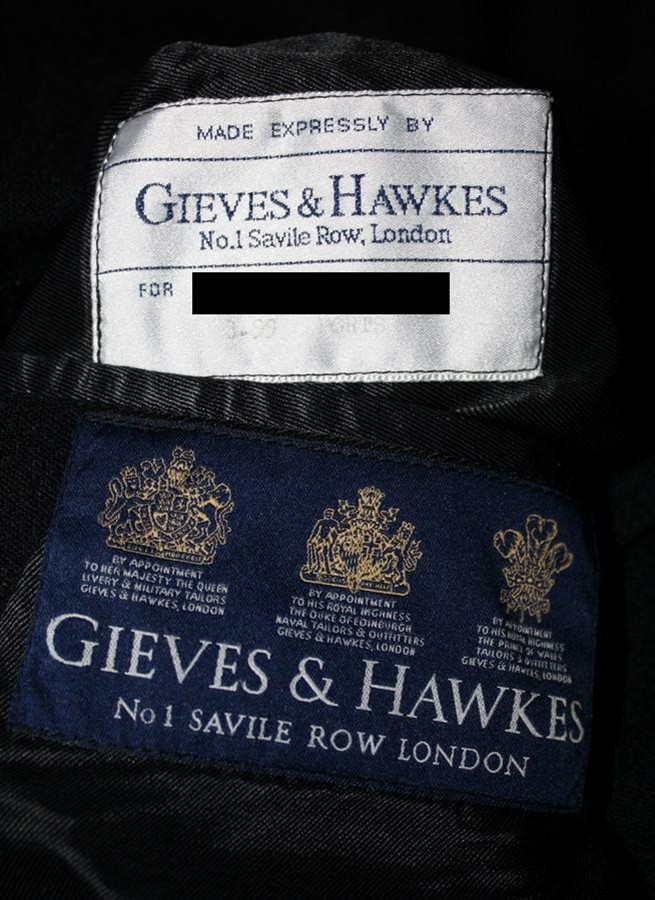 MADE EXPRESSLY BY
GIEVES & HAWKES
No.1 Savile Row, London
FOR
BY APPOINTMENT
TO HER MAJESTY THE QUEEN
LIVERY & MILITARY TAILORS
GIEVES & HAWKES, LONDON
BY APPOINTMENT
TO HIS ROYAL HIGHNESS
THE DUKE OF EDINBURGH
NAVAL TAILORS & OUTFITTERS
GIEVES & HAWKES, LONDON
BY APPOINTMENT
TO HIS ROYAL HIGHNESS
THE PRINCE OF WALES
TAILORS & OUTFITTERS
GIEVES & HAWKES, LONDON
GIEVES & HAWKES
No 1 SAVILE ROW LONDON